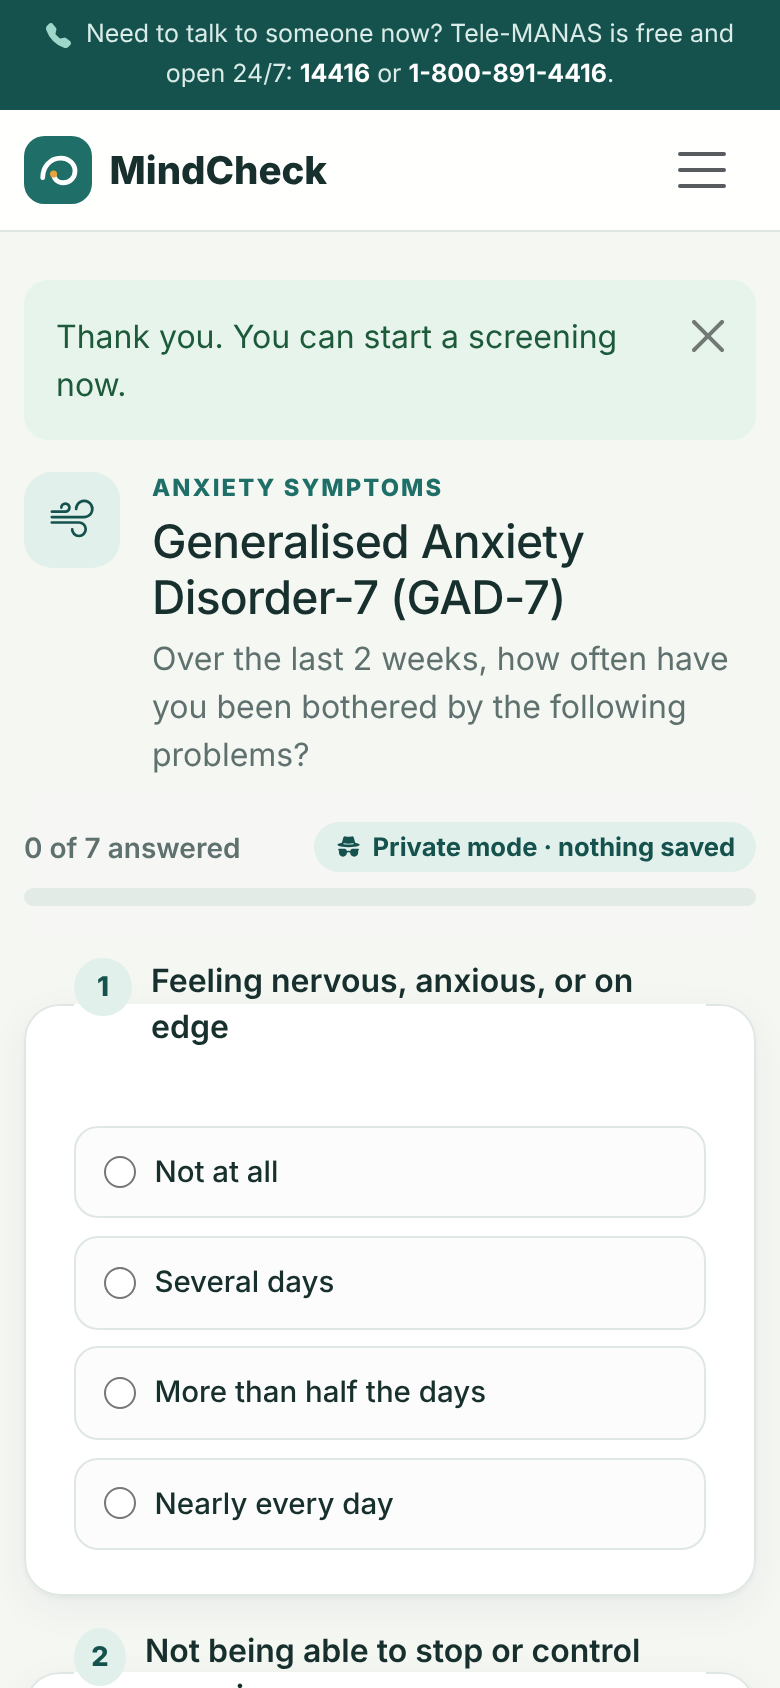 Need to talk to someone now? Tele-MANAS is free and
open 24/7: 14416 or 1-800-891-4416.
MindCheck
Thank you. You can start a screening
now.
ANXIETY SYMPTOMS
Generalised Anxiety
Disorder-7 (GAD-7)
Over the last 2 weeks, how often have
you been bothered by the following
problems?
0 of 7 answered
Private mode · nothing saved
1 Feeling nervous, anxious, or on
edge
Not at all
Several days
More than half the days
Nearly every day
2 Not being able to stop or control